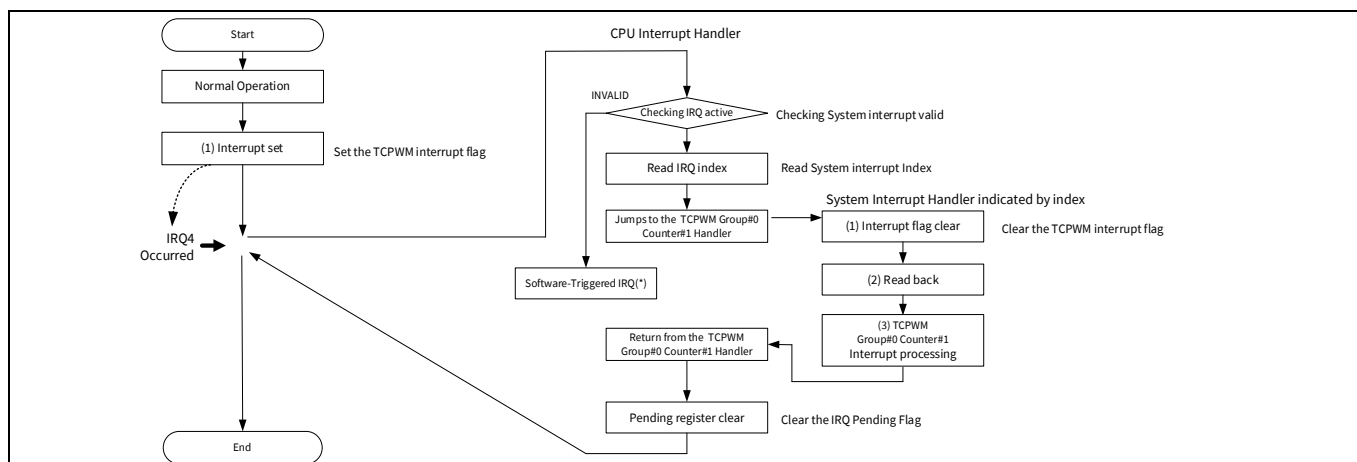 Start
CPU Interrupt Handler
Normal Operation
INVALID
Checking IRQ active
Checking System interrupt valid
(1) Interrupt set
Set the TCPWM interrupt flag
Read IRQ index
Read System interrupt Index
System Interrupt Handler indicated by index
Jumps to the TCPWM Group#0
Counter#1 Handler
(1) Interrupt flag clear
Clear the TCPWM interrupt flag
IRQ4
Occurred
Software-Triggered IRQ(*)
(2) Read back
(3) TCPWM
Group#0 Counter#1
Interrupt processing
Return from the TCPWM
Group#0 Counter#1 Handler
Pending register clear
Clear the IRQ Pending Flag
End